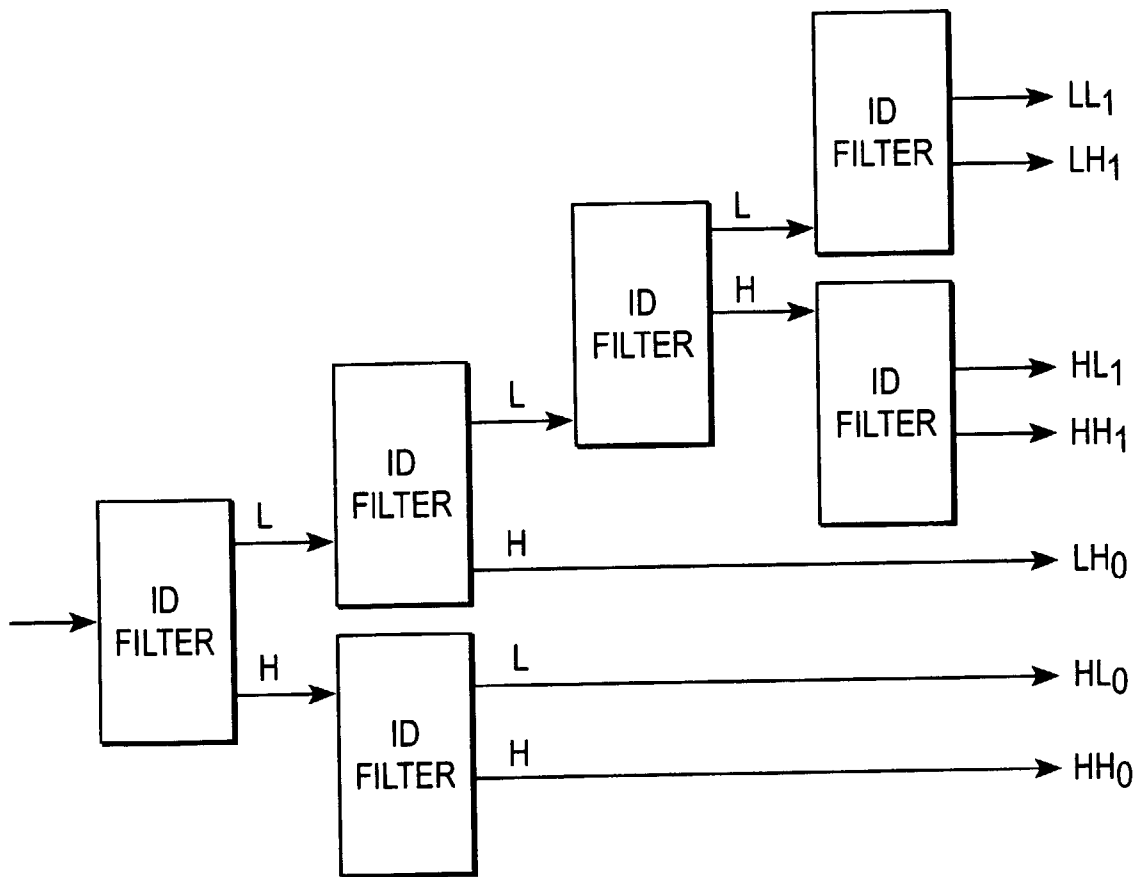 ID
FILTER
LL1
LH1
L
H
ID
FILTER
ID
FILTER
HL1
HH1
L
ID
FILTER
L
H
LH0
ID
FILTER
H
L
HL0
ID
FILTER
H
HH0